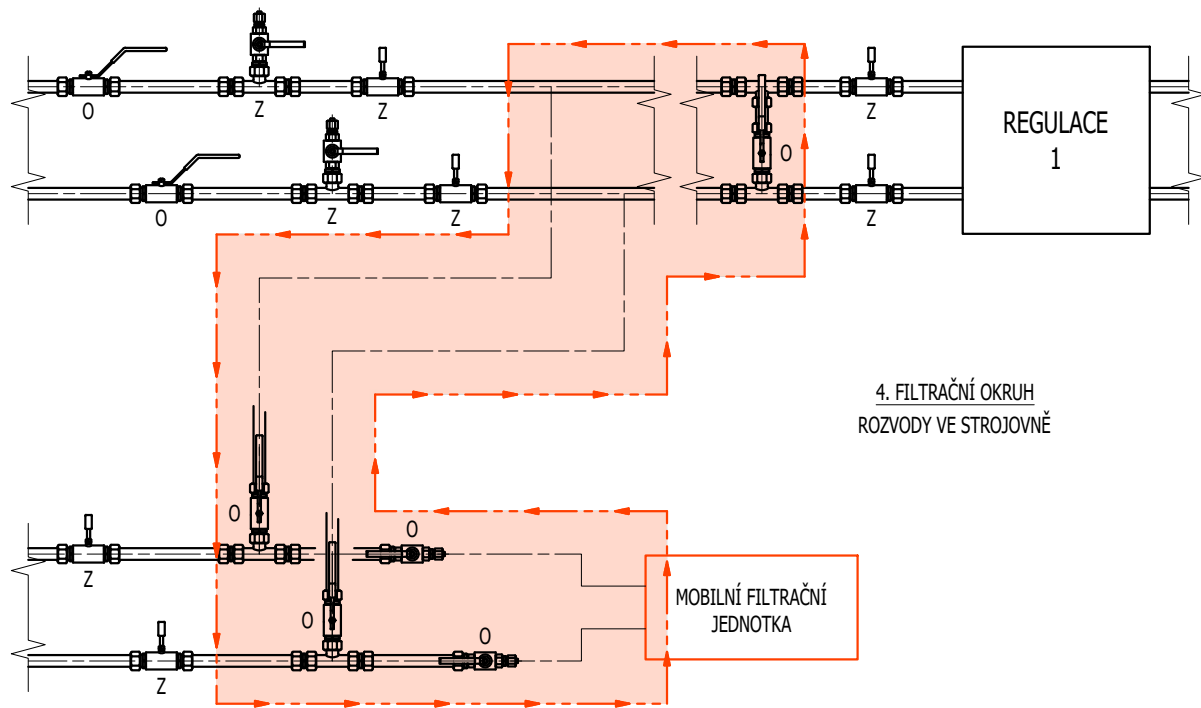 O
Z
Z
Z
REGULACE
1
O
O
Z
Z
Z
4. FILTRAČNÍ OKRUH
ROZVODY VE STROJOVNĚ
O
O
Z
MOBILNÍ FILTRAČNÍ
JEDNOTKA
O
O
Z